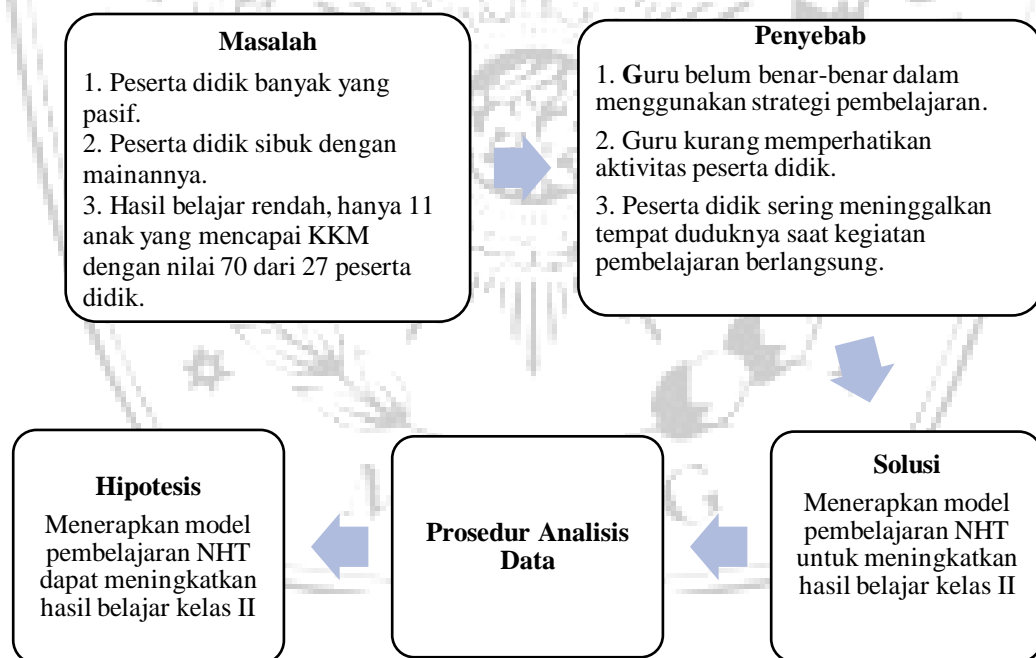 Masalah
1. Peserta didik banyak yang
pasif.
2. Peserta didik sibuk dengan
mainannya.
3. Hasil belajar rendah, hanya 11
anak yang mencapai KKM
dengan nilai 70 dari 27 peserta
didik.
Penyebab
1. Guru belum benar-benar dalam
menggunakan strategi pembelajaran.
2. Guru kurang memperhatikan
aktivitas peserta didik.
3. Peserta didik sering meninggalkan
tempat duduknya saat kegiatan
pembelajaran berlangsung.
Solusi
Menerapkan model
pembelajaran NHT
untuk meningkatkan
hasil belajar kelas II
Prosedur Analisis
Data
Hipotesis
Menerapkan model
pembelajaran NHT
dapat meningkatkan
hasil belajar kelas II